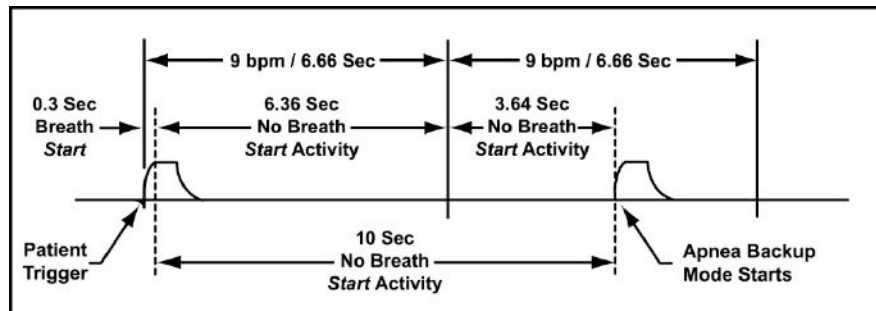 9 bpm / 6.66 Sec
9 bpm / 6.66 Sec
0.3 Sec
Breath
Start
6.36 Sec
No Breath
Start Activity
3.64 Sec
No Breath
Start Activity
Patient
Trigger
10 Sec
No Breath
Start Activity
Apnea Backup
Mode Starts